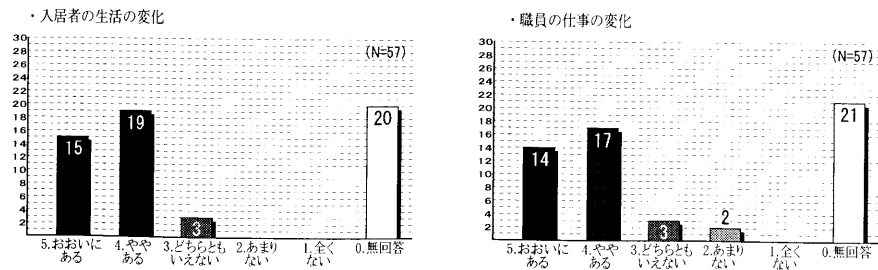 ・入居者の生活の変化
(N=57)
30
28
26
24
22
20
18
16
14
12
10
8
6
4
2
15
19
3
20
5.おおいに
ある
4.やや
ある
3.どちらとも
いえない
2.あまり
ない
1.全く
ない
0.無回答
・職員の仕事の変化
(N=57)
30
28
26
24
22
20
18
16
14
12
10
8
6
4
2
14
17
3
2
21
5.おおいに
ある
4.やや
ある
3.どちらとも
いえない
2.あまり
ない
1.全く
ない
0.無回答